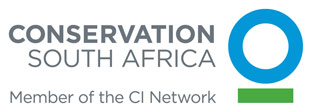 CONSERVATION
SOUTH AFRICA
Member of the CI Network